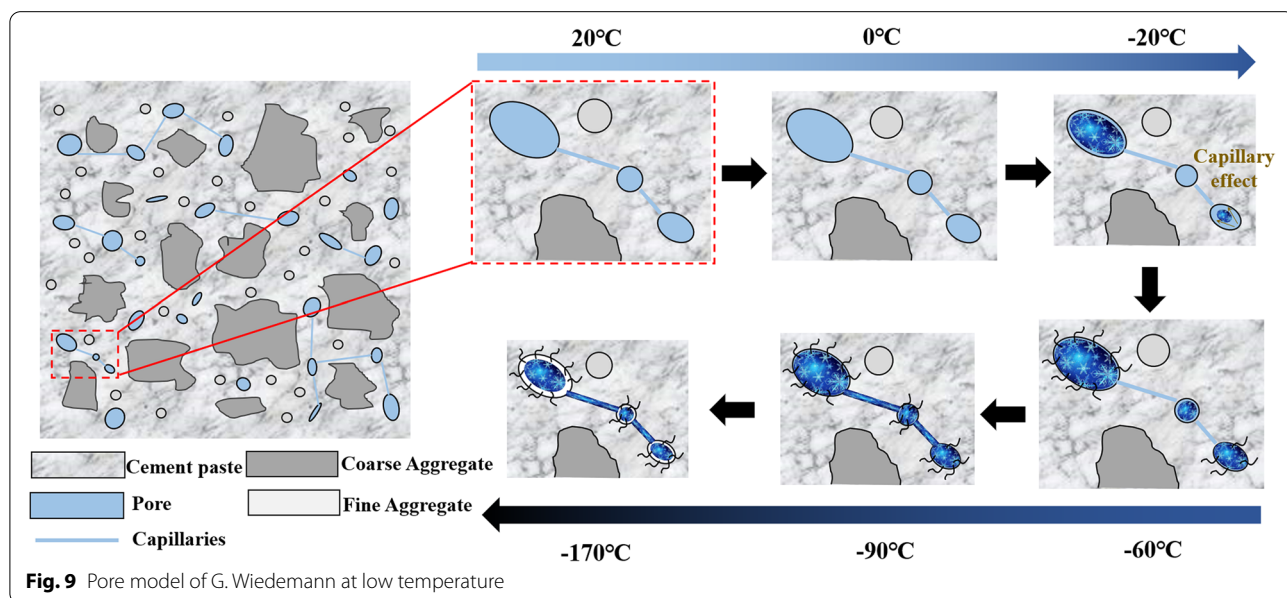 20°C 0°C -20°C
Capillary
effect
Cement paste Coarse Aggregate
Pore Fine Aggregate
Capillaries
-170°C -90°C -60°C
Fig. 9 Pore model of G. Wiedemann at low temperature